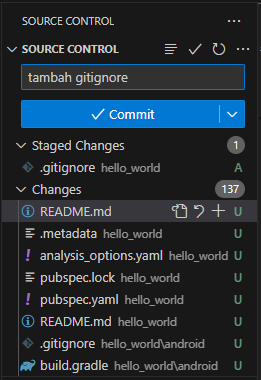 SOURCE CONTROL
SOURCE CONTROL
tambah gitignore
Commit
Staged Changes 1
.gitignore hello_world A
Changes 137
README.md U
.metadata hello_world U
analysis_options.yaml hello_world U
pubspec.lock hello_world U
pubspec.yaml hello_world U
README.md hello_world U
.gitignore hello_world\android U
build.gradle hello_world\android U